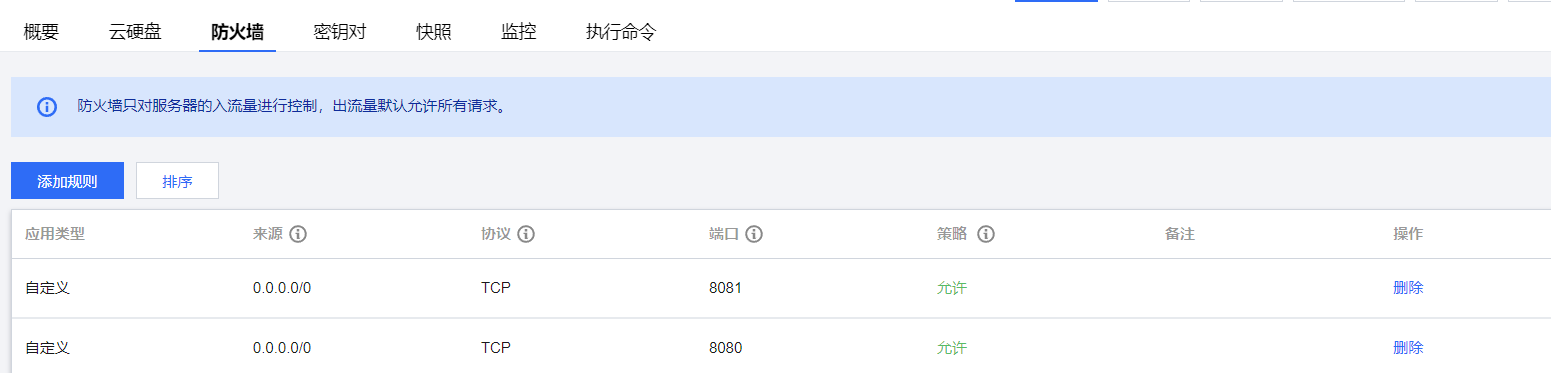 概要 云硬盘 防火墙 密钥对 快照 监控 执行命令
防火墙只对服务器的入流量进行控制，出流量默认允许所有请求。
添加规则 排序
应用类型 来源 协议 端口 策略 备注 操作
自定义 0.0.0.0/0 TCP 8081 允许 删除
自定义 0.0.0.0/0 TCP 8080 允许 删除